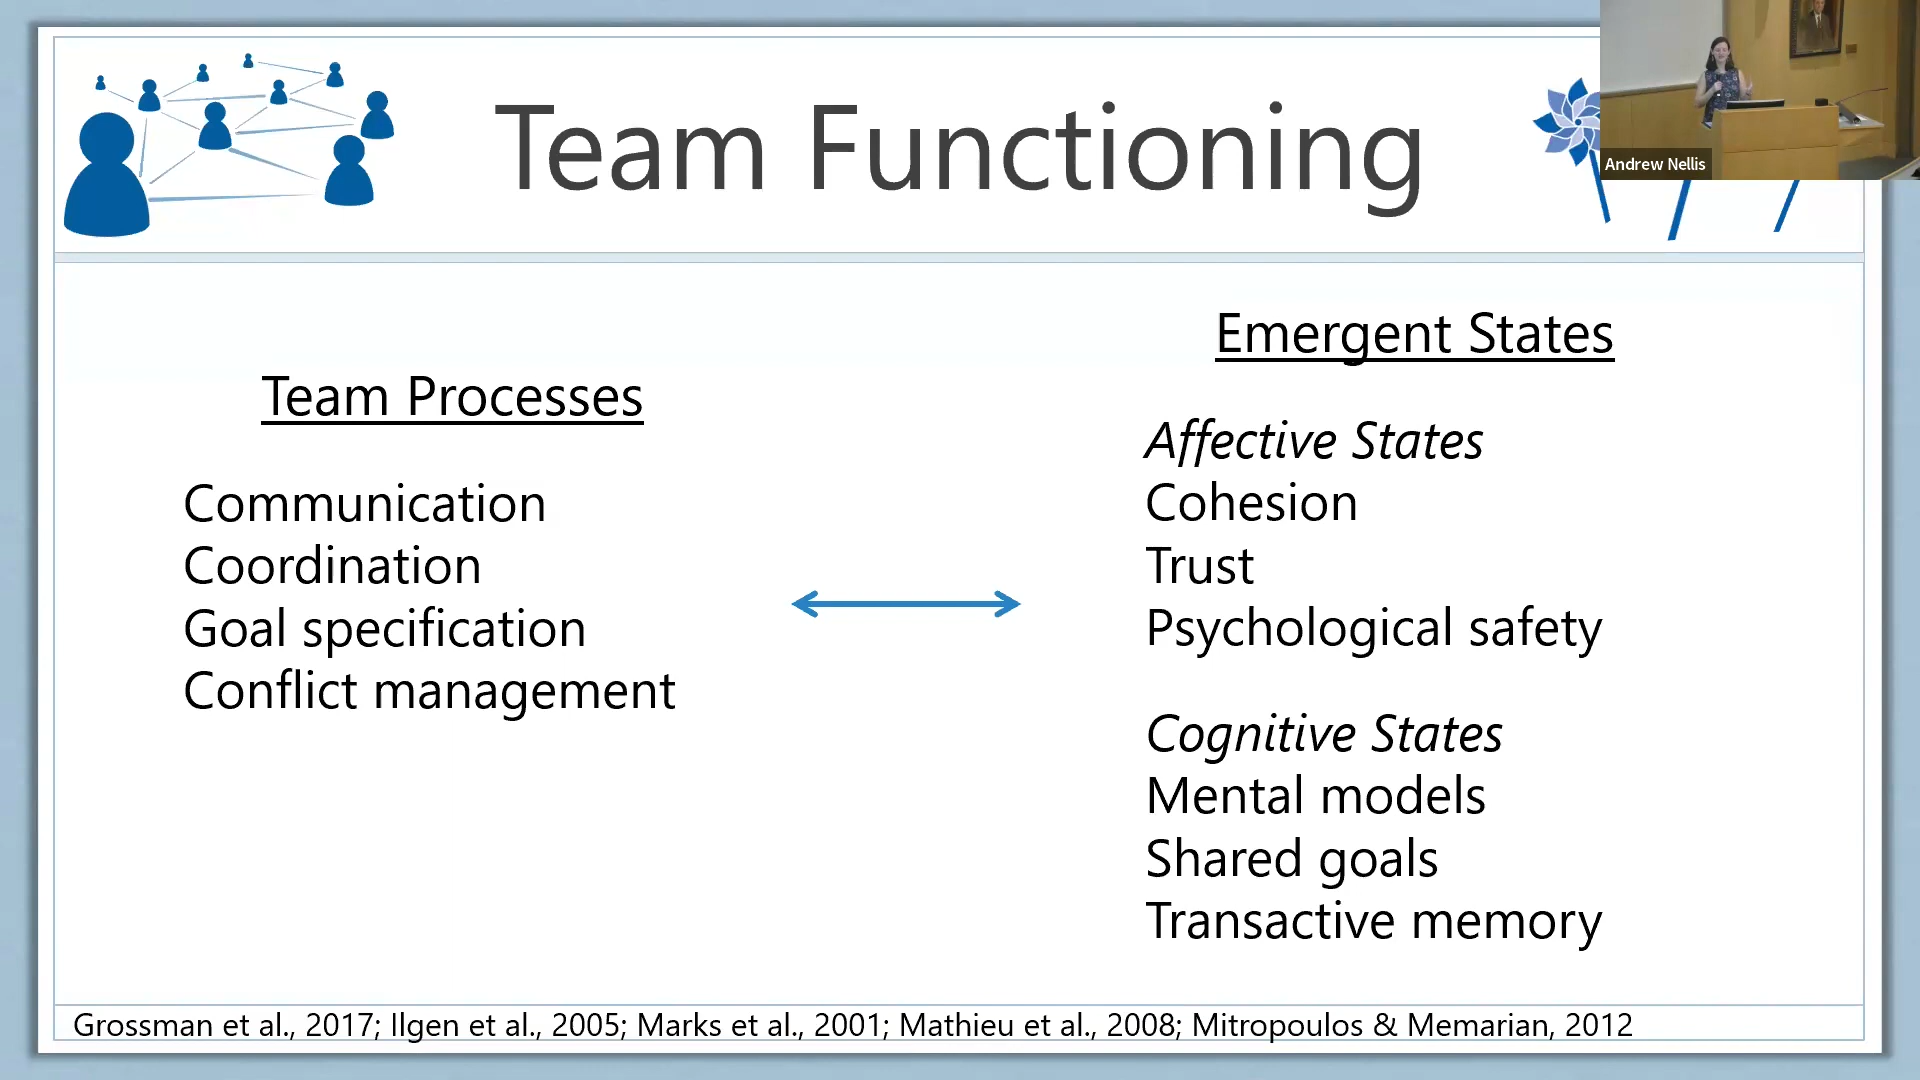 Team Functioning
Andrew Nellis
Team Processes
Communication
Coordination
Goal specification
Conflict management
Emergent States
Affective States
Cohesion
Trust
Psychological safety
Cognitive States
Mental models
Shared goals
Transactive memory
Grossman et al., 2017; Ilgen et al., 2005; Marks et al., 2001; Mathieu et al., 2008; Mitropoulos & Memarian, 2012